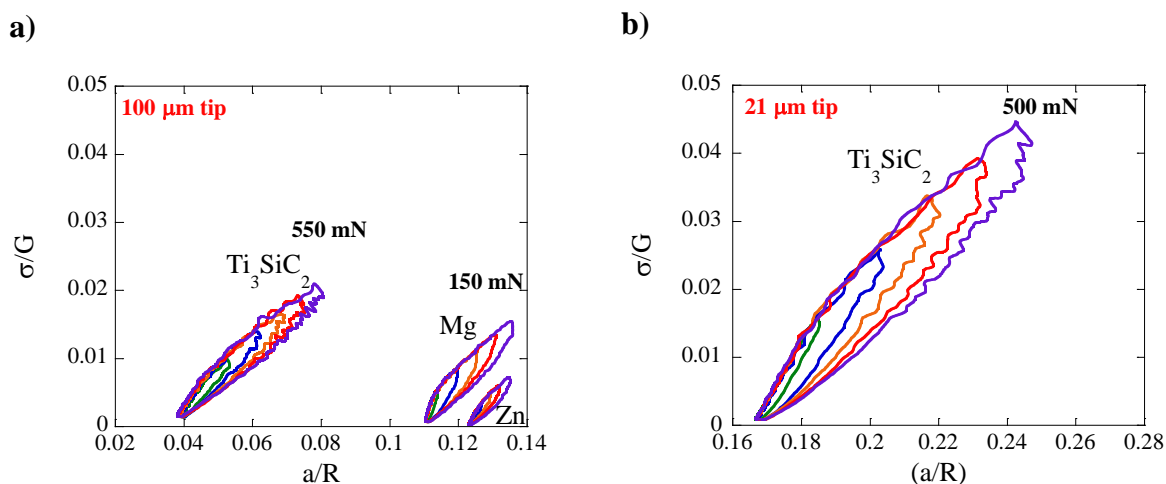 a)
100 μm tip
550 mN
Ti₃SiC₂
150 mN
Mg
Zn
σ/G
0.05
0.04
0.03
0.02
0.01
0
0.02
0.04
0.06
0.08
0.1
0.12
0.14
a/R
b)
21 μm tip
500 mN
Ti₃SiC₂
σ/G
0.05
0.04
0.03
0.02
0.01
0
0.16
0.18
0.2
0.22
0.24
0.26
0.28
(a/R)